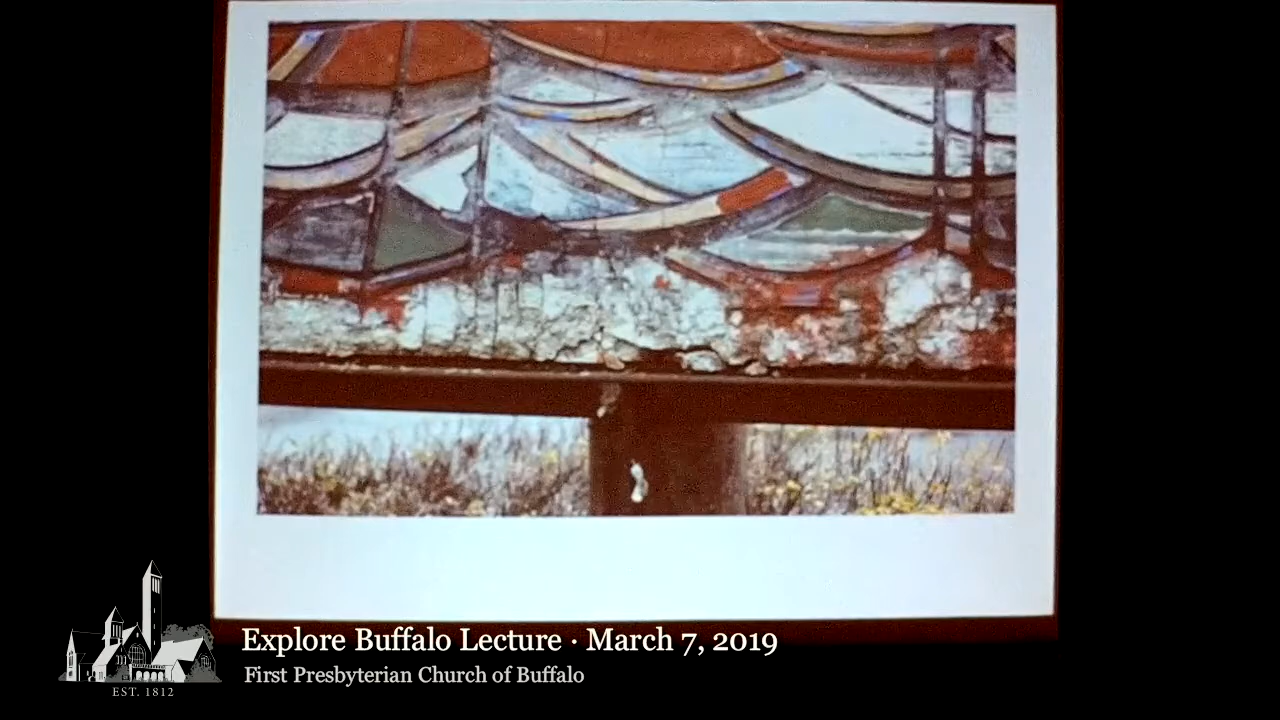 Explore Buffalo Lecture · March 7, 2019
First Presbyterian Church of Buffalo
EST. 1812